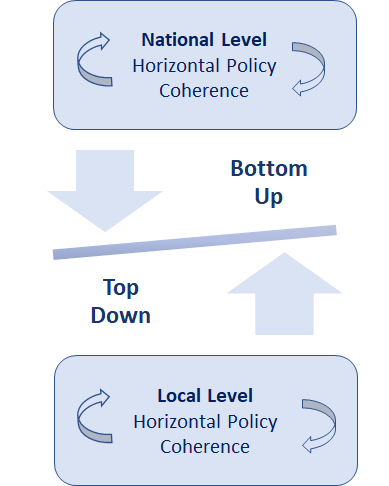 National Level
Horizontal Policy
Coherence
Bottom
Up
Top
Down
Local Level
Horizontal Policy
Coherence